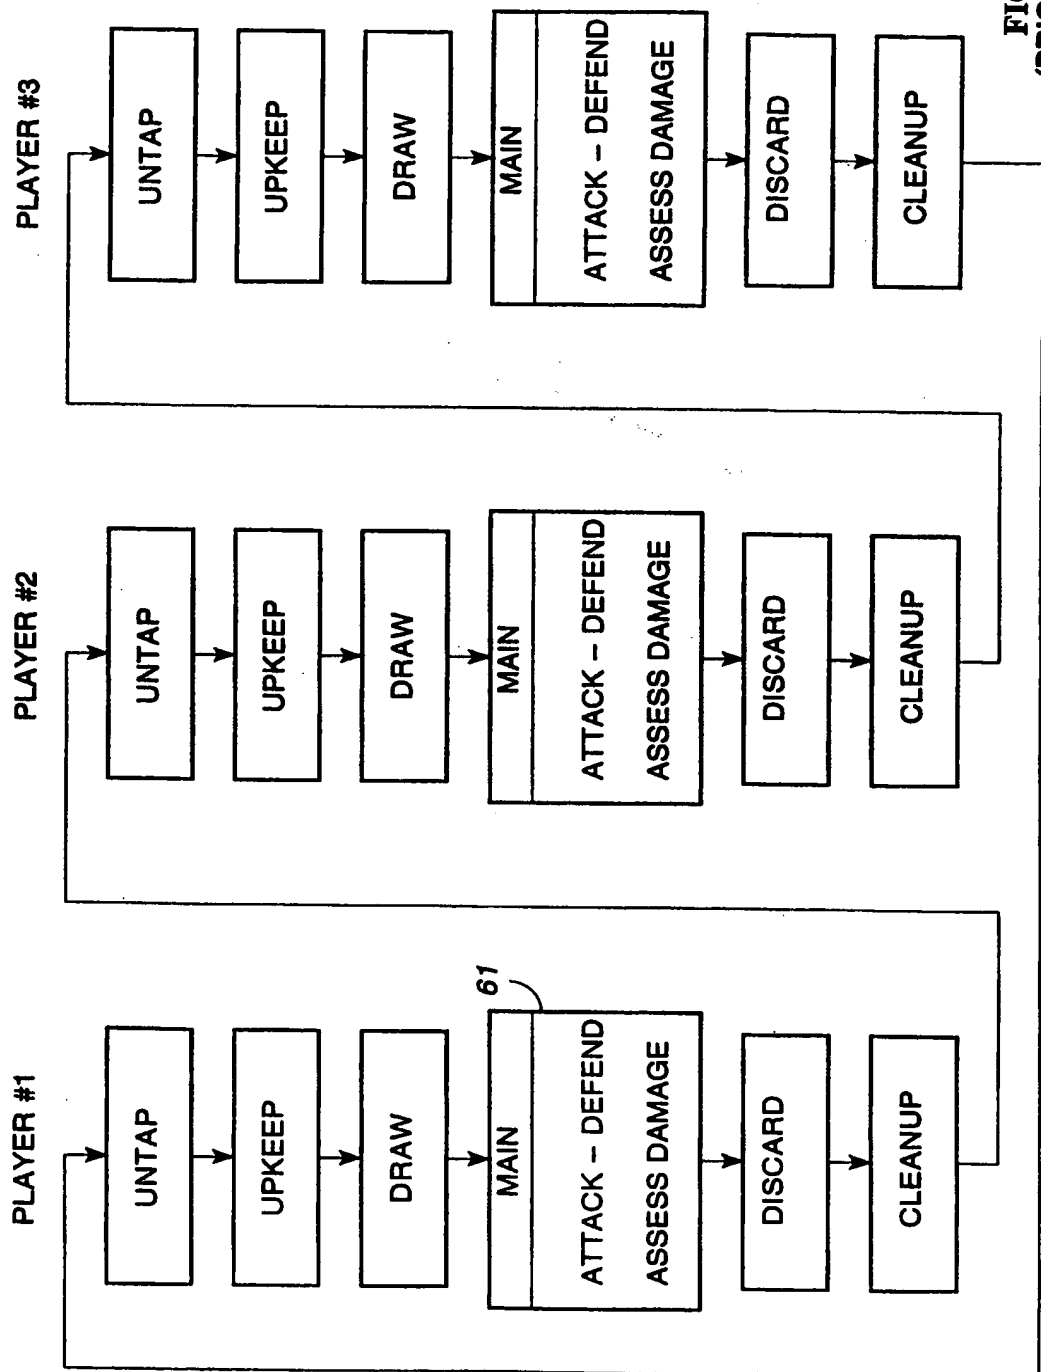 PLAYER #1
UNTAP
UPKEEP
DRAW
MAIN
61
ATTACK – DEFEND
ASSESS DAMAGE
DISCARD
CLEANUP
PLAYER #2
UNTAP
UPKEEP
DRAW
MAIN
ATTACK – DEFEND
ASSESS DAMAGE
DISCARD
CLEANUP
PLAYER #3
UNTAP
UPKEEP
DRAW
MAIN
ATTACK – DEFEND
ASSESS DAMAGE
DISCARD
CLEANUP